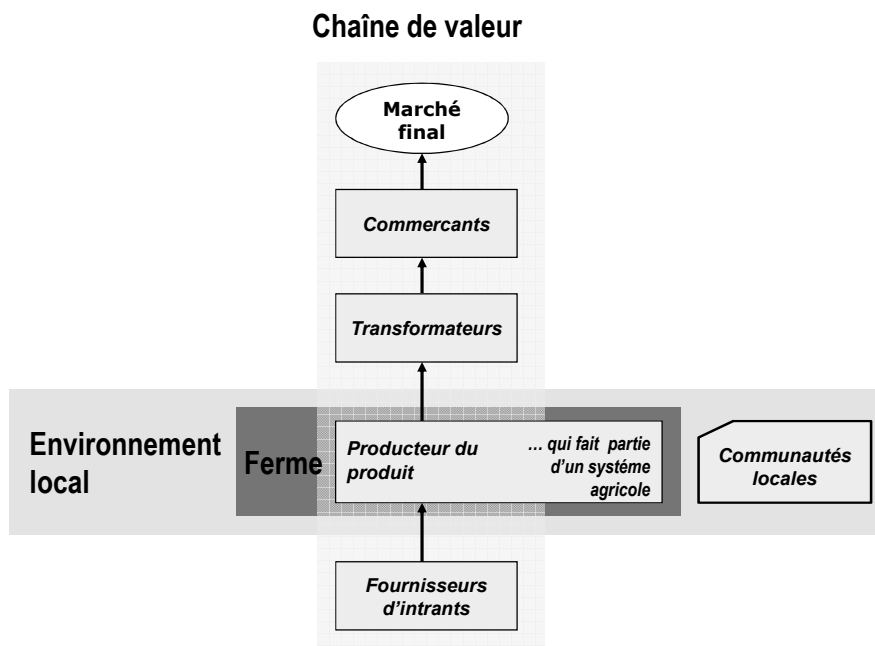 Chaîne de valeur
Marché
final
Commercants
Transformateurs
Environnement
local
Ferme
Producteur du
produit
… qui fait partie
d'un systéme
agricole
Communautés
locales
Fournisseurs
d'intrants